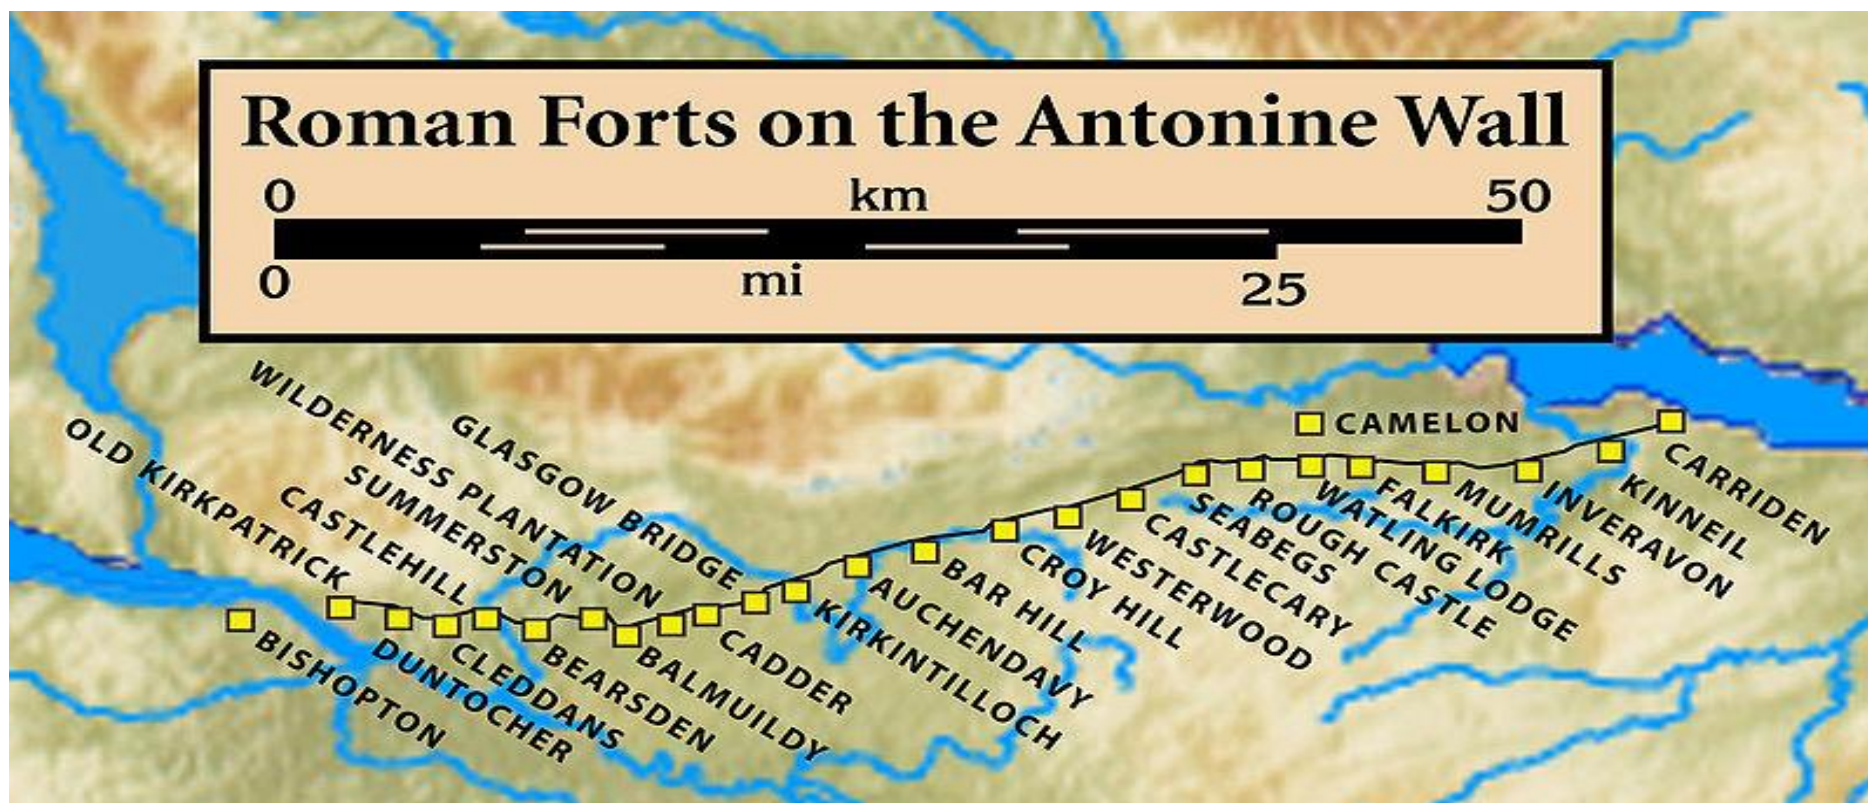 Roman Forts on the Antonine Wall
0 km 50
0 mi 25
WILDERNESS PLANTATION
GLASGOW BRIDGE
OLD KIRKPATRICK
SUMMERSTON
CASTLEHILL
CAMELON
CARRIDEN
KINNEIL
INVERAVON
MUMRILLS
FALKIRK
WATLING LODGE
ROUGH CASTLE
SEABEGS
CASTLECARY
WESTERWOOD
CROY HILL
BAR HILL
AUCHENDAVY
KIRKINTILLOCH
CADDER
BALMUILDY
BEARSDEN
CLEDDANS
DUNTOCHER
BISHOPTON